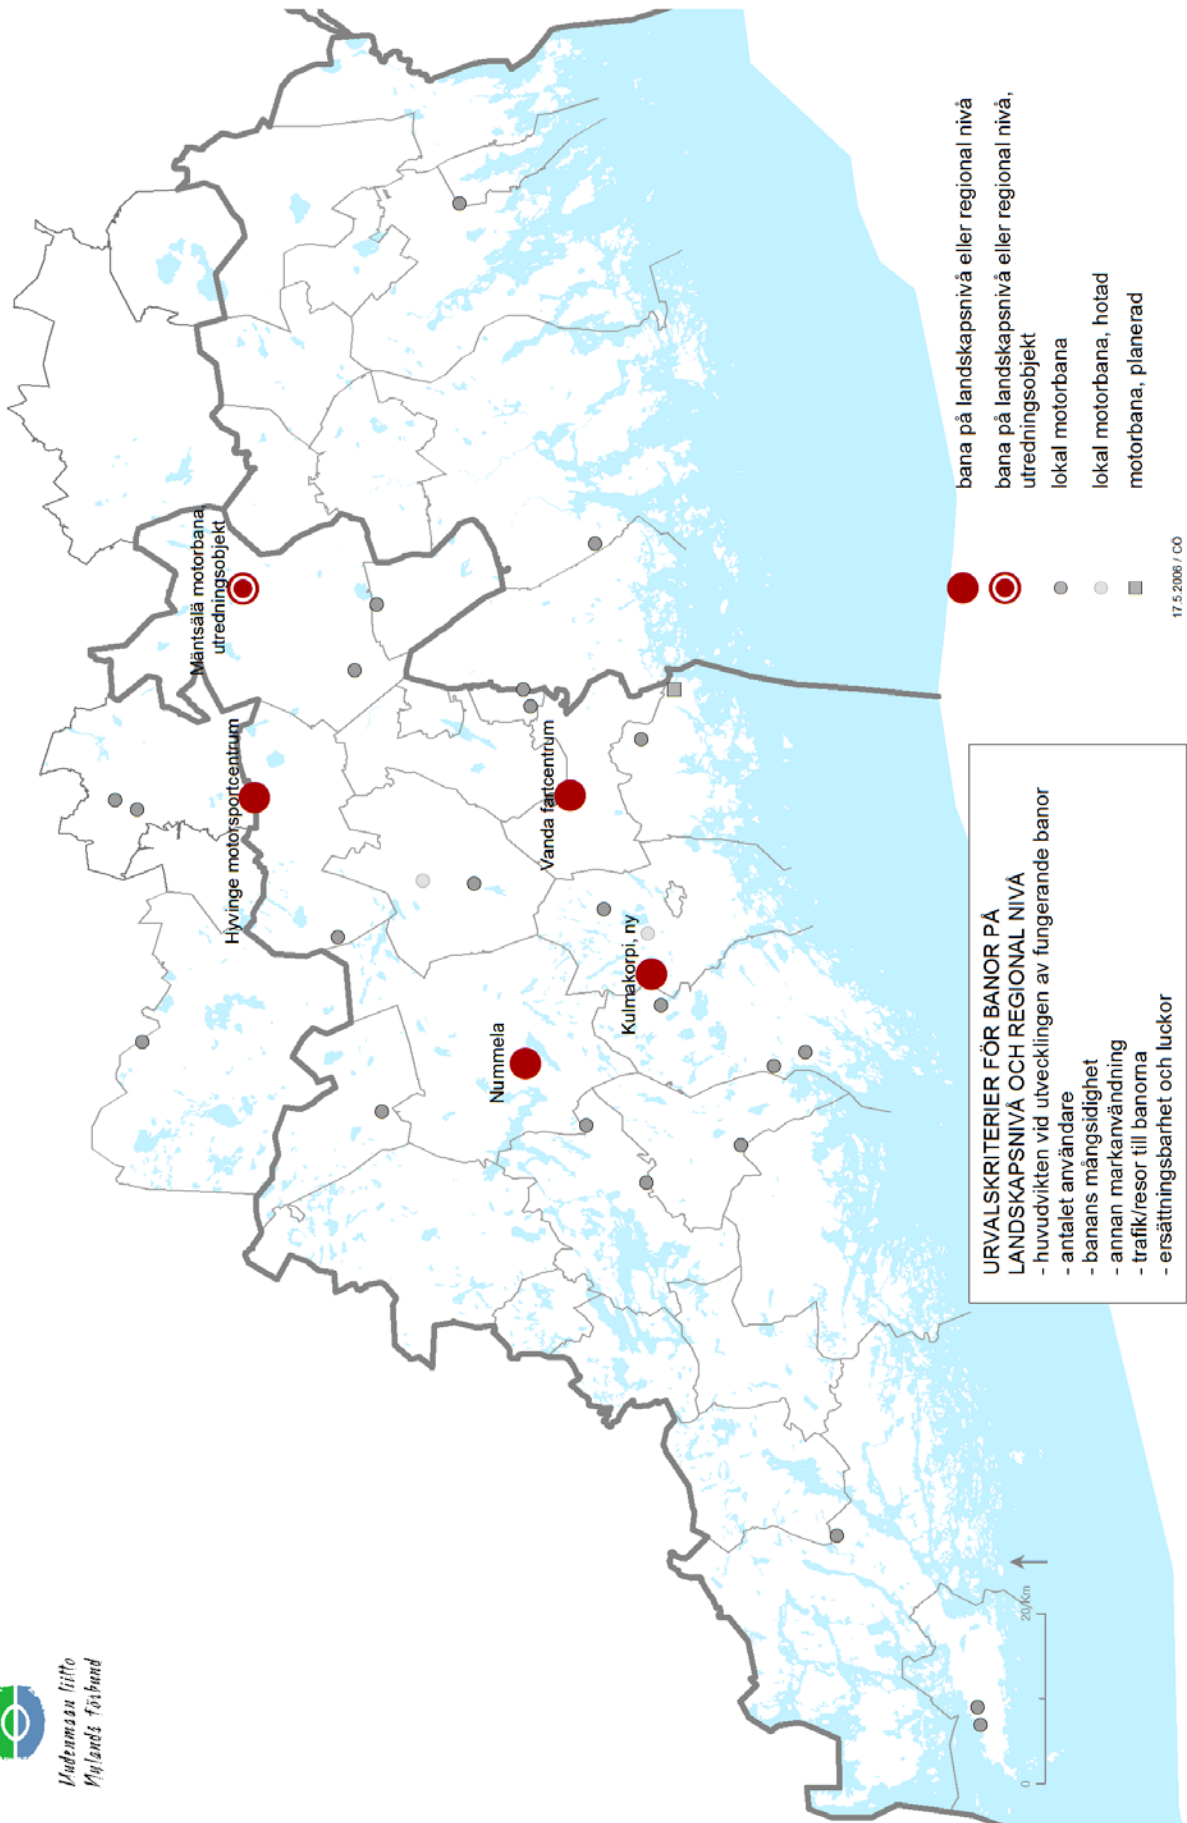 Uudenmaan liitto
Nylands förbund
Mäntsälä motorbana,
utredningsobjekt
Hyvinge motorsportcentrum
Vanda fartcentrum
Kulmakorpi, ny
Nummela
bana på landskapsnivå eller regional nivå
bana på landskapsnivå eller regional nivå,
utredningsobjekt
lokal motorbana
lokal motorbana, hotad
motorbana, planerad
URVALSKRITERIER FÖR BANOR PÅ
LANDSKAPSNIVÅ OCH REGIONAL NIVÅ
- huvudvikten vid utvecklingen av fungerande banor
- antalet användare
- banans mångsidighet
- annan markanvändning
- trafik/resor till banorna
- ersättningsbarhet och luckor
0 20/Km
17.5.2006 / CÖ